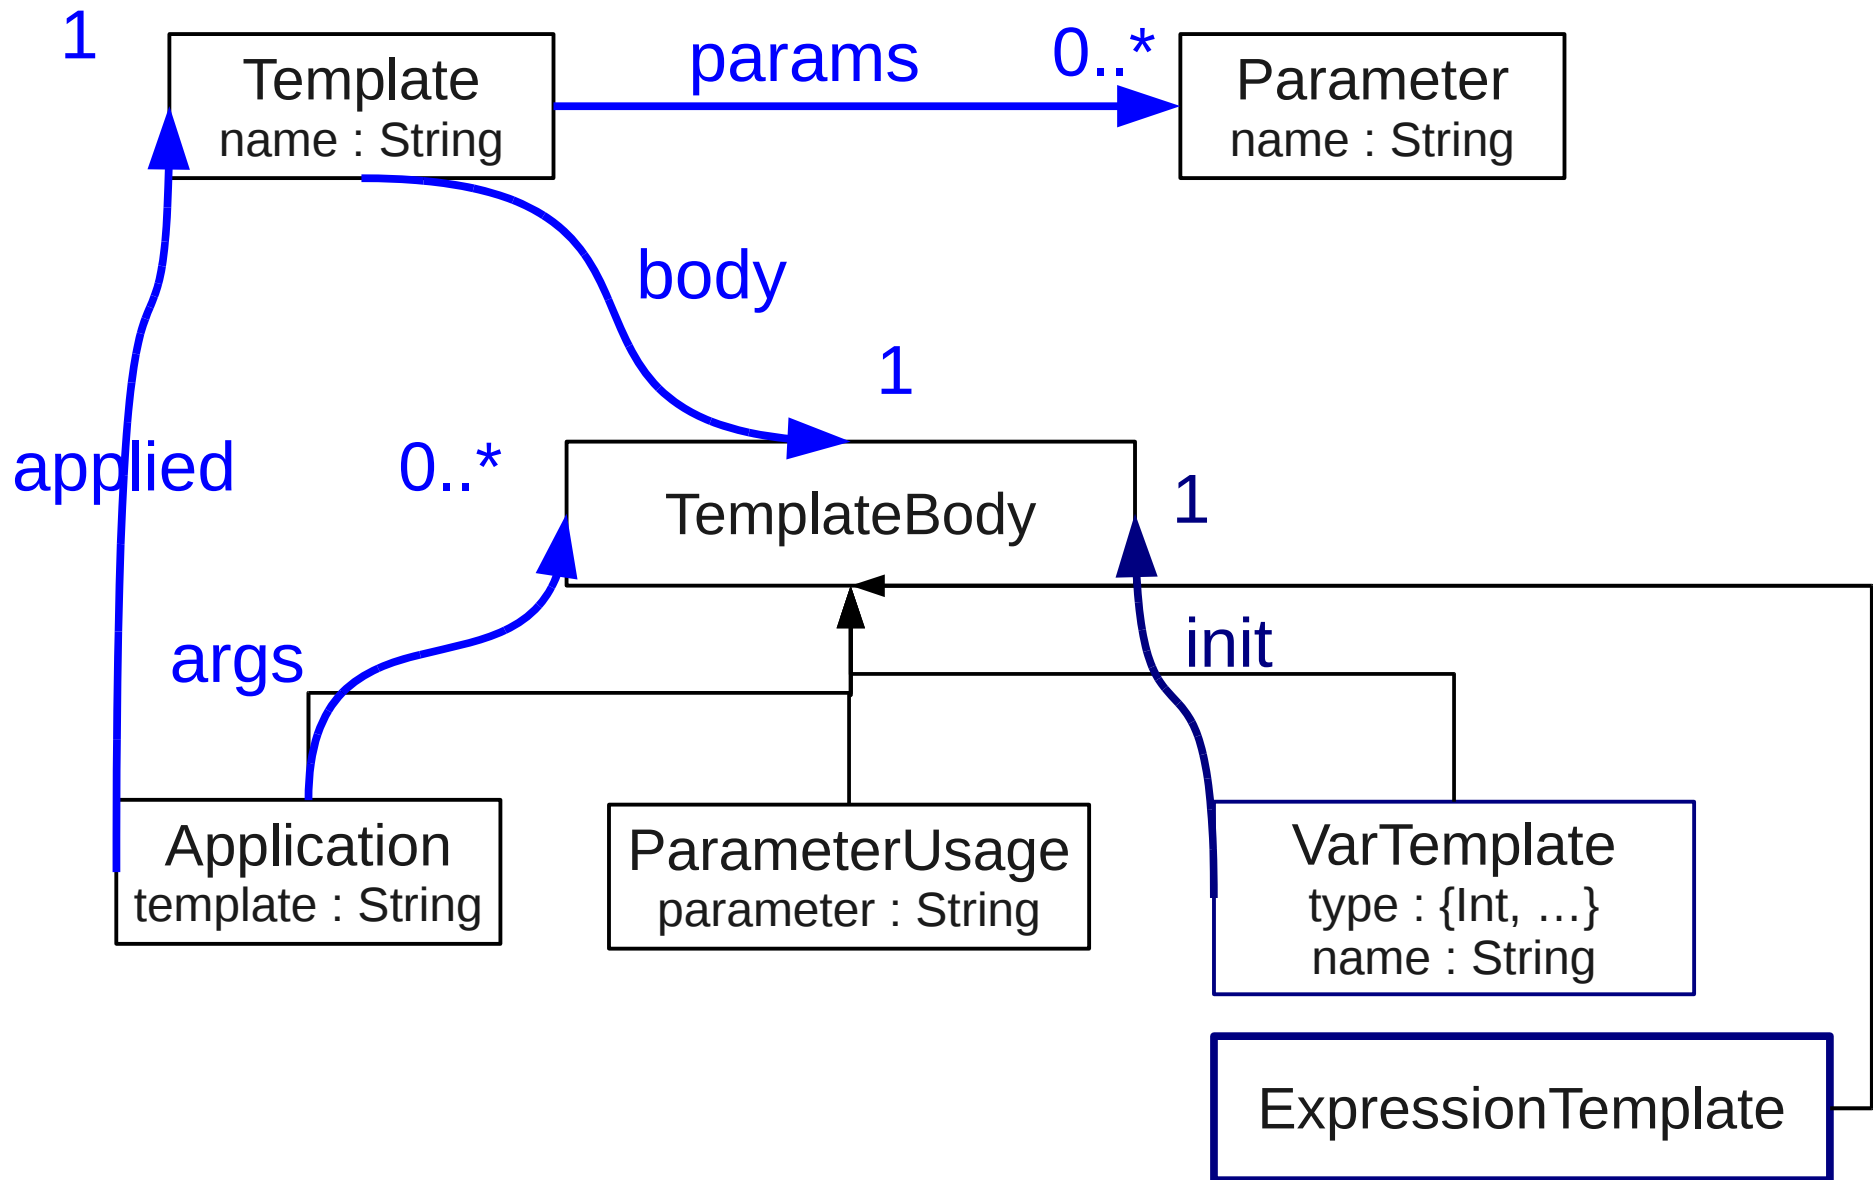 1
Template
name : String
params
0..*
Parameter
name : String
body
1
applied
0..*
TemplateBody
1
args
init
Application
template : String
ParameterUsage
parameter : String
VarTemplate
type : {Int, …}
name : String
ExpressionTemplate